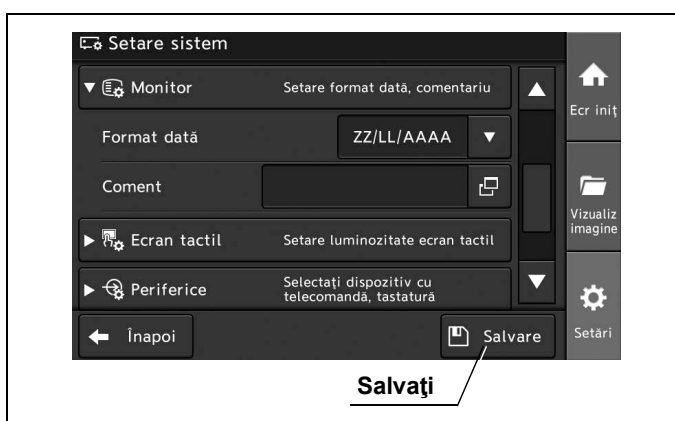 Setare sistem
Monitor
Setare format dată, comentariu
Format dată
ZZ/LL/AAAA
Coment
Ecran tactil
Setare luminozitate ecran tactil
Periferice
Selectați dispozitiv cu
telecomandă, tastatură
Înapoi
Salvare
Ecr iniț
Vizualiz
imagine
Setări
Salvaţi